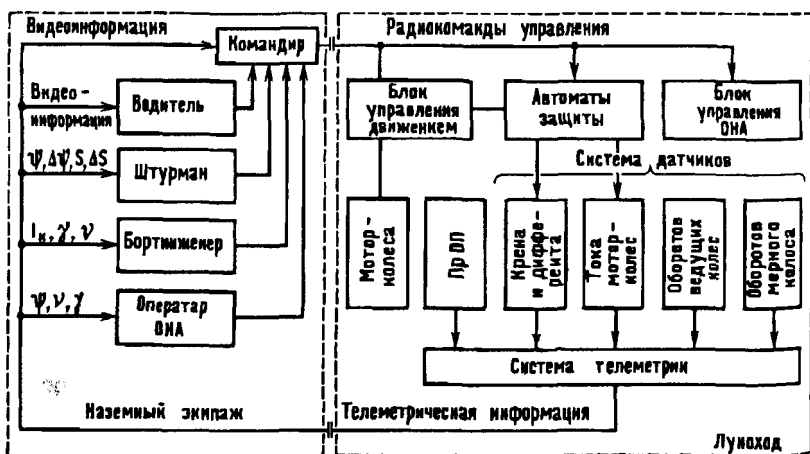 Видеоинформация
Командир
Видео-
информация
Водитель
ψ, Δψ, S, ΔS
Штурман
Iк, γ, ν
Бортинженер
ψ, ν, γ
Оператор
ОНА
Наземный экипаж
Радиокоманды управления
Блок
управления
движением
Автоматы
защиты
Блок
управления
ОНА
Система датчиков
Мотор-
колеса
ПрОП
Крена
и диффе-
рента
Тока
мотор-
колес
Оборотов
ведущих
колес
Оборотов
мерного
колеса
Система телеметрии
Телеметрическая информация
Луноход